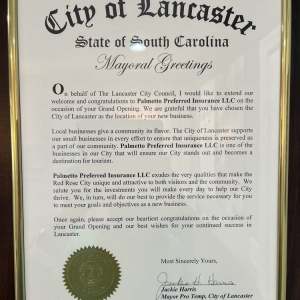 City of Lancaster
State of South Carolina
Mayoral Greetings
On behalf of The Lancaster City Council, I would like to extend our
welcome and congratulations to Palmetto Preferred Insurance LLC on
the occasion of your Grand Opening. We are grateful that you have chosen the
City of Lancaster as the location of your new business.
Local businesses give a community its flavor. The City of Lancaster supports
our small businesses in every effort to ensure that uniqueness is preserved as
a part of our community. Palmetto Preferred Insurance LLC is one of the
businesses in our City that will ensure our City stands out and becomes a
destination for tourism.
Palmetto Preferred Insurance LLC exudes the very qualities that make the
Red Rose City unique and attractive to both visitors and the community. We
salute you for the investments you will make every day to help our City
thrive. We, in turn, will do our best to provide the service necessary for you
to meet your goals and objectives as a new business.
Once again, please accept our heartiest congratulations on the occasion of
your Grand Opening and our best wishes for your continued success in
Lancaster.
Most Sincerely Yours,
Jackie H. Harris
Jackie Harris
Mayor Pro Temp, City of Lancaster